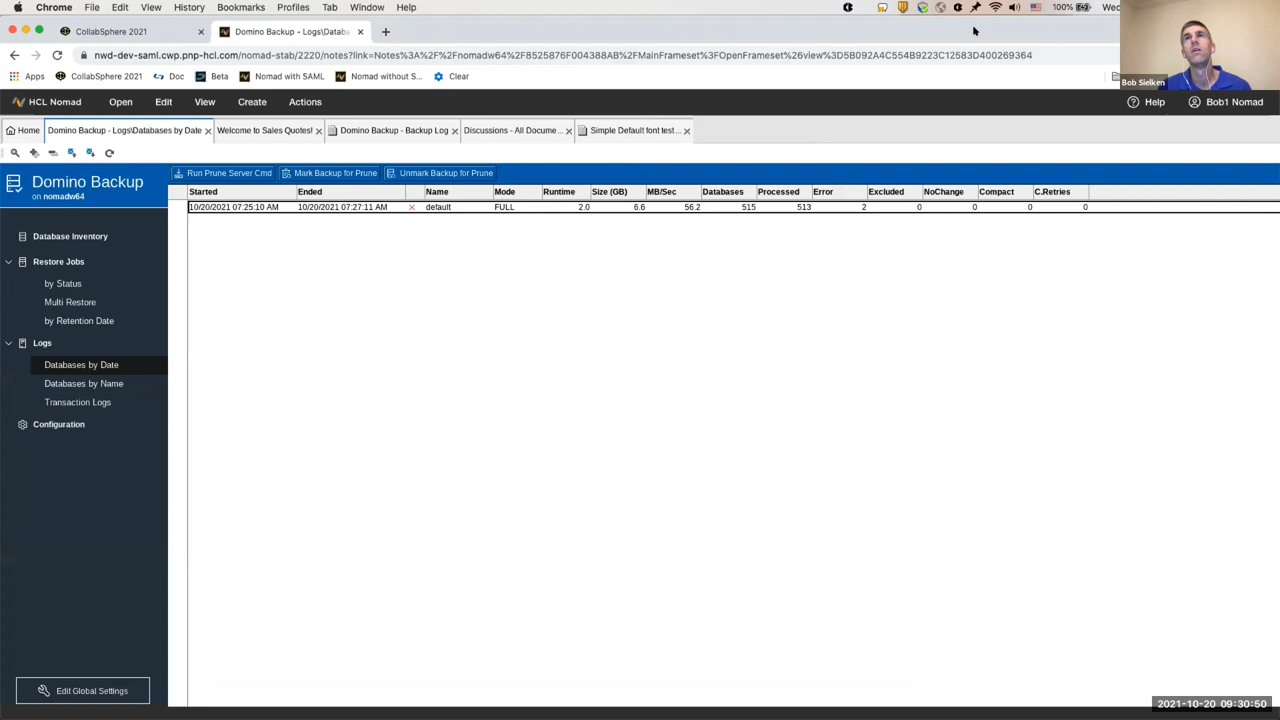 Chrome File Edit View History Bookmarks Profiles Tab Window Help 100% Wed
CollabSphere 2021 Domino Backup - Logs\Databa
nwd-dev-saml.cwp.pnp-hcl.com/nomad-stab/2220/notes?link=Notes%3A%2F%2Fnomadw64%2F8525876F004388AB%2FMainFrameset%3FOpenFrameset%26view%3D5B092A4C554B9223C12583D400269364
Apps CollabSphere 2021 Doc Beta Nomad with SAML Nomad without S... Clear
Bob Sielken
HCL Nomad Open Edit View Create Actions Help Bob1 Nomad
Home Domino Backup - Logs\Databases by Date Welcome to Sales Quotes! Domino Backup - Backup Log Discussions - All Docume... Simple Default font test...
Domino Backup
on nomadw64
Run Prune Server Cmd Mark Backup for Prune Unmark Backup for Prune
Started Ended Name Mode Runtime Size (GB) MB/Sec Databases Processed Error Excluded NoChange Compact C.Retries
10/20/2021 07:25:10 AM 10/20/2021 07:27:11 AM default FULL 2.0 6.6 56.2 515 513 2 0 0 0 0
Database Inventory
Restore Jobs
by Status
Multi Restore
by Retention Date
Logs
Databases by Date
Databases by Name
Transaction Logs
Configuration
Edit Global Settings
2021-10-20 09:30:50